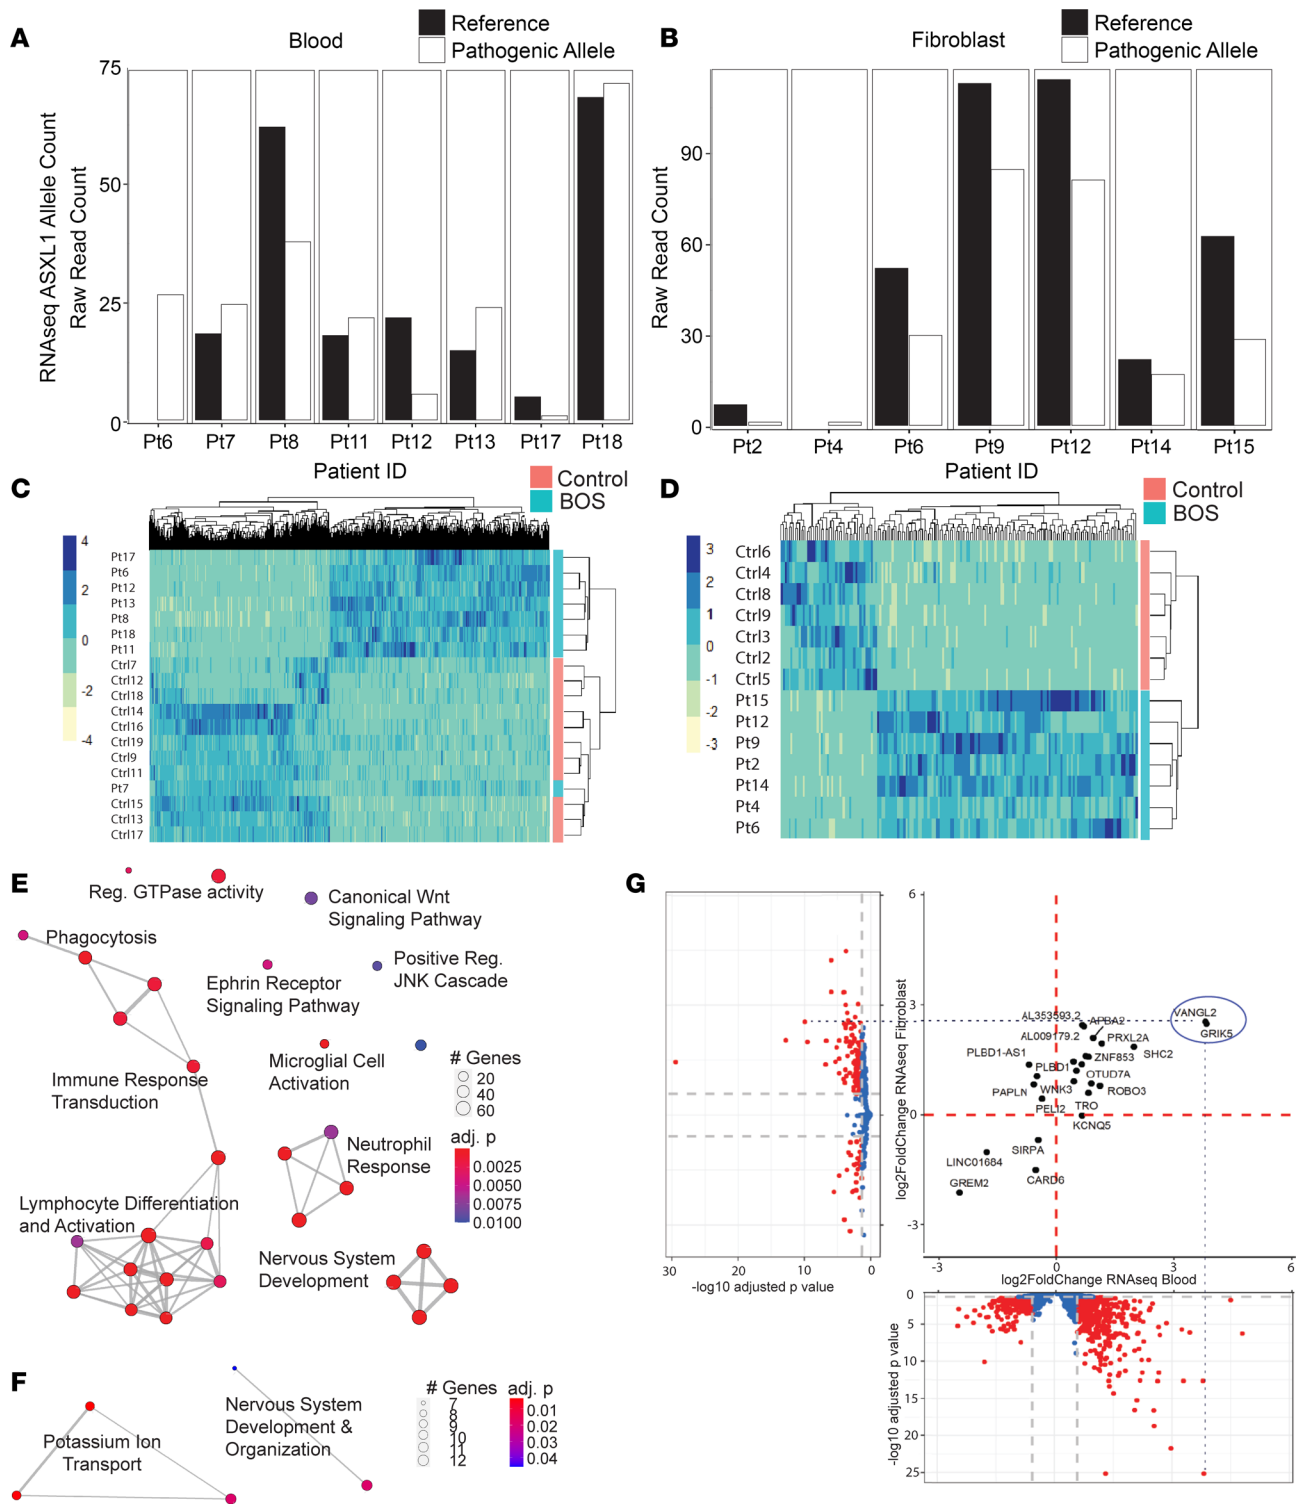 A
Blood
Reference
Pathogenic Allele
RNAseq ASXL1 Allele Count
Raw Read Count
75
50
25
0
Pt6 Pt7 Pt8 Pt11 Pt12 Pt13 Pt17 Pt18
Patient ID
B
Fibroblast
Reference
Pathogenic Allele
Raw Read Count
90
60
30
0
Pt2 Pt4 Pt6 Pt9 Pt12 Pt14 Pt15
Patient ID
C
Control
BOS
4
2
0
-2
-4
Pt17
Pt6
Pt12
Pt13
Pt8
Pt18
Pt11
Ctrl7
Ctrl12
Ctrl18
Ctrl14
Ctrl16
Ctrl19
Ctrl9
Ctrl11
Pt7
Ctrl15
Ctrl13
Ctrl17
D
Control
BOS
3
2
1
0
-1
-2
-3
Ctrl6
Ctrl4
Ctrl8
Ctrl9
Ctrl3
Ctrl2
Ctrl5
Pt15
Pt12
Pt9
Pt2
Pt14
Pt4
Pt6
E
Reg. GTPase activity
Canonical Wnt
Signaling Pathway
Phagocytosis
Ephrin Receptor
Signaling Pathway
Positive Reg.
JNK Cascade
Immune Response
Transduction
Microglial Cell
Activation
# Genes
20
40
60
adj. p
0.0025
0.0050
0.0075
0.0100
Neutrophil
Response
Lymphocyte Differentiation
and Activation
Nervous System
Development
F
Potassium Ion
Transport
Nervous System
Development &
Organization
# Genes
7
8
9
10
11
12
adj. p
0.01
0.02
0.03
0.04
G
30 20 10 0
-log10 adjusted p value
log2FoldChange RNAseq Fibroblast
6
3
0
-3
VANGL2
GRIK5
AL353593.2
APBA2
AL009179.2
PRXL2A
SHC2
PLBD1-AS1
PLBD1
ZNF853
OTUD7A
PAPLN
WNK3
ROBO3
PELI2
TRO
KCNQ5
SIRPA
LINC01684
CARD6
GREM2
-3 0 3 6
log2FoldChange RNAseq Blood
-log10 adjusted p value
0
5
10
15
20
25